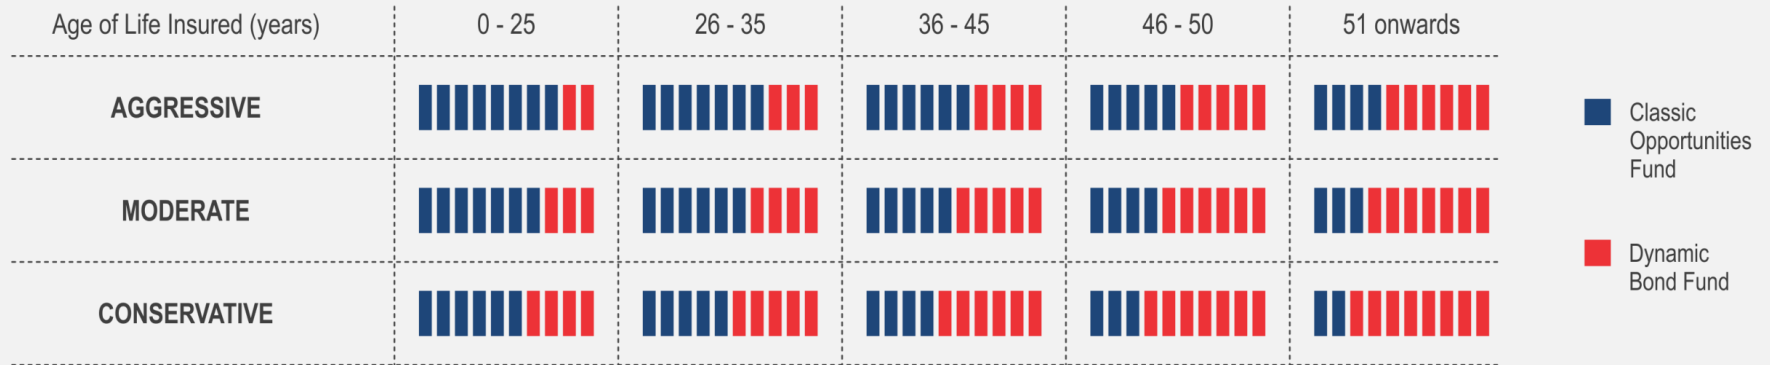 Age of Life Insured (years) 0 - 25 26 - 35 36 - 45 46 - 50 51 onwards
AGGRESSIVE
MODERATE
CONSERVATIVE
Classic
Opportunities
Fund
Dynamic
Bond Fund